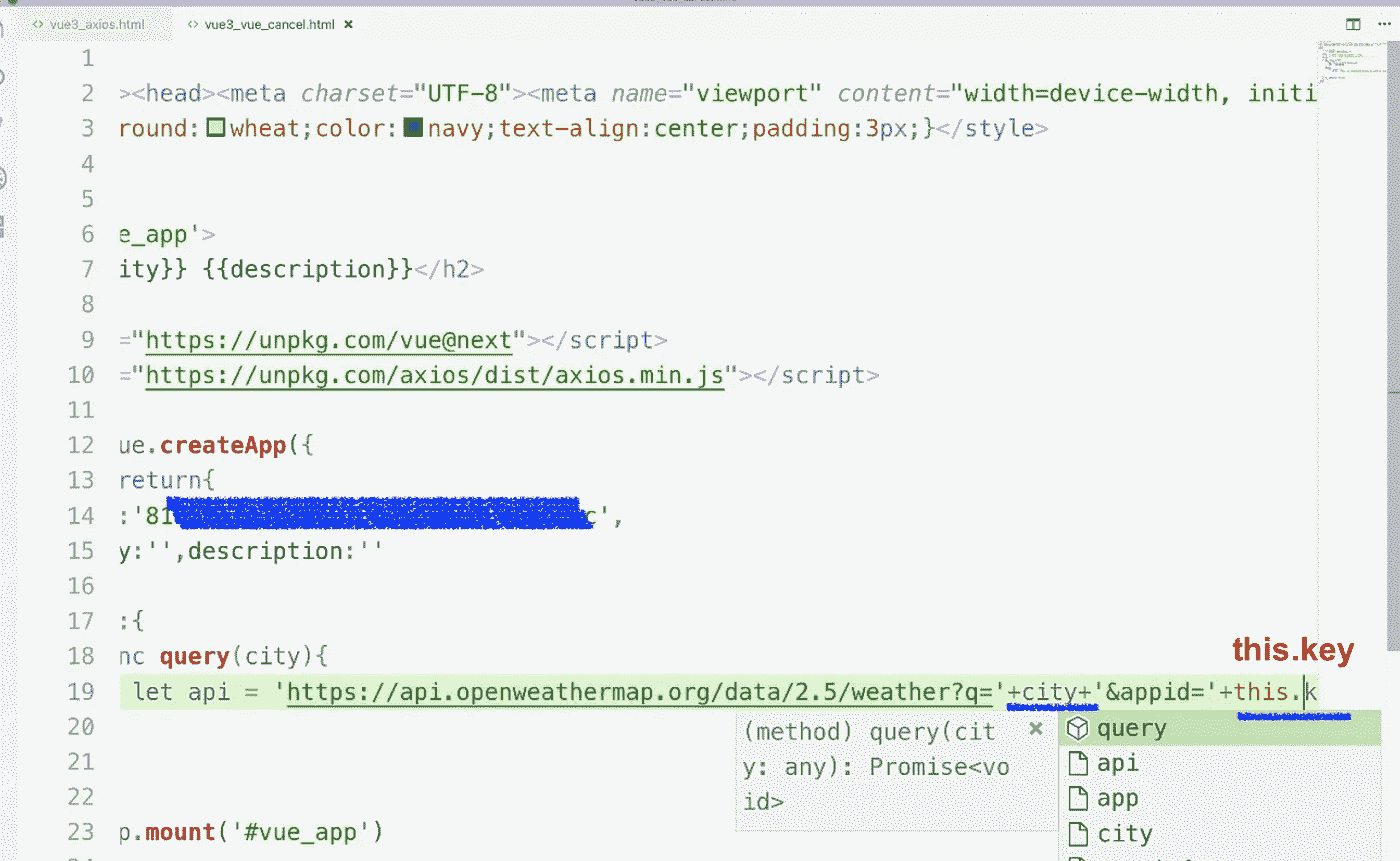 vue3_axios.html
vue3_vue_cancel.html
1
2 ><head><meta charset="UTF-8"><meta name="viewport" content="width=device-width, initi
3 round:wheat;color:navy;text-align:center;padding:3px;}</style>
4
5
6 e_app'>
7 ity}} {{description}}</h2>
8
9 ="https://unpkg.com/vue@next"></script>
10 ="https://unpkg.com/axios/dist/axios.min.js"></script>
11
12 ue.createApp({
13 return{
14 :'81c',
15 y:'',description:''
16
17 :{
18 nc query(city){
this.key
19 let api = 'https://api.openweathermap.org/data/2.5/weather?q='+city+'&appid='+this.k
20
21
22
23 p.mount('#vue_app')
(method) query(cit
y: any): Promise<vo
id>
query
api
app
city